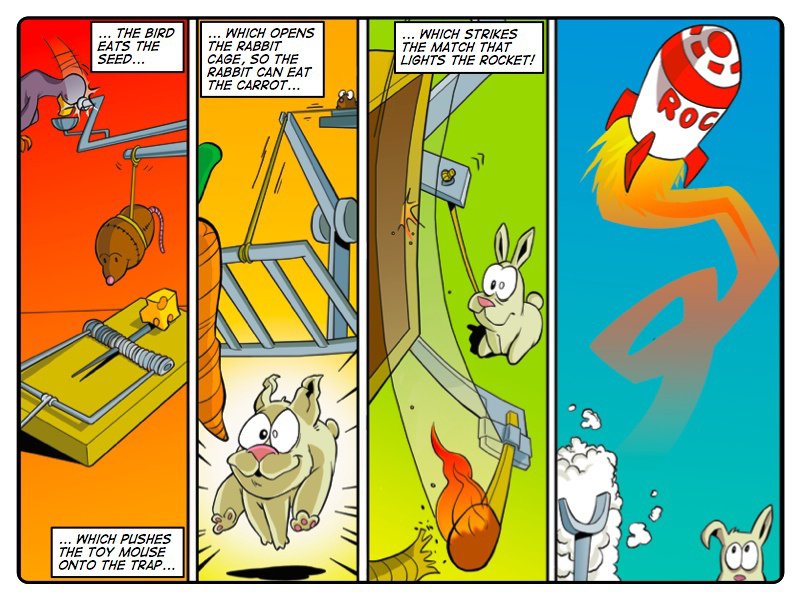 ... THE BIRD
EATS THE
SEED...
... WHICH PUSHES
THE TOY MOUSE
ONTO THE TRAP...
... WHICH OPENS
THE RABBIT
CAGE, SO THE
RABBIT CAN EAT
THE CARROT...
... WHICH STRIKES
THE MATCH THAT
LIGHTS THE ROCKET!
ROC